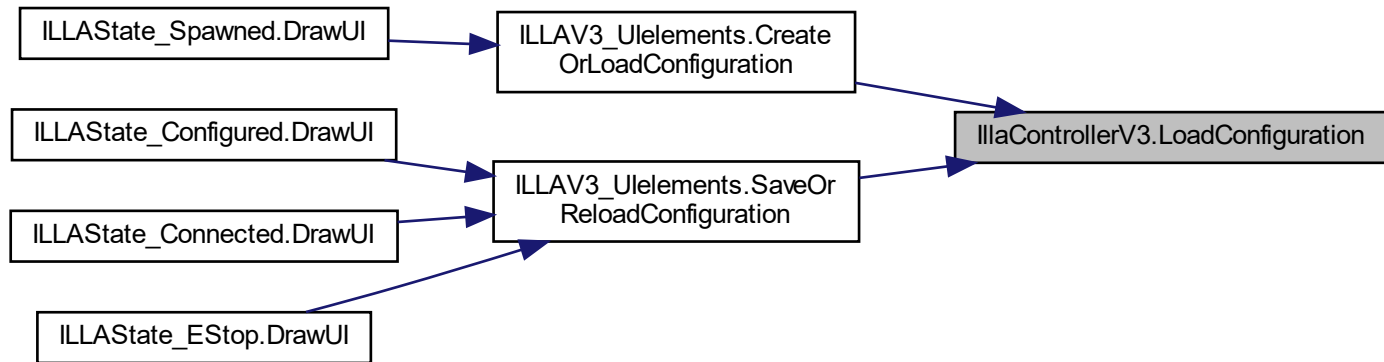 ILLAState_Spawned.DrawUI
ILLAV3_UIelements.Create
OrLoadConfiguration
IllaControllerV3.LoadConfiguration
ILLAState_Configured.DrawUI
ILLAV3_UIelements.SaveOr
ReloadConfiguration
ILLAState_Connected.DrawUI
ILLAState_EStop.DrawUI